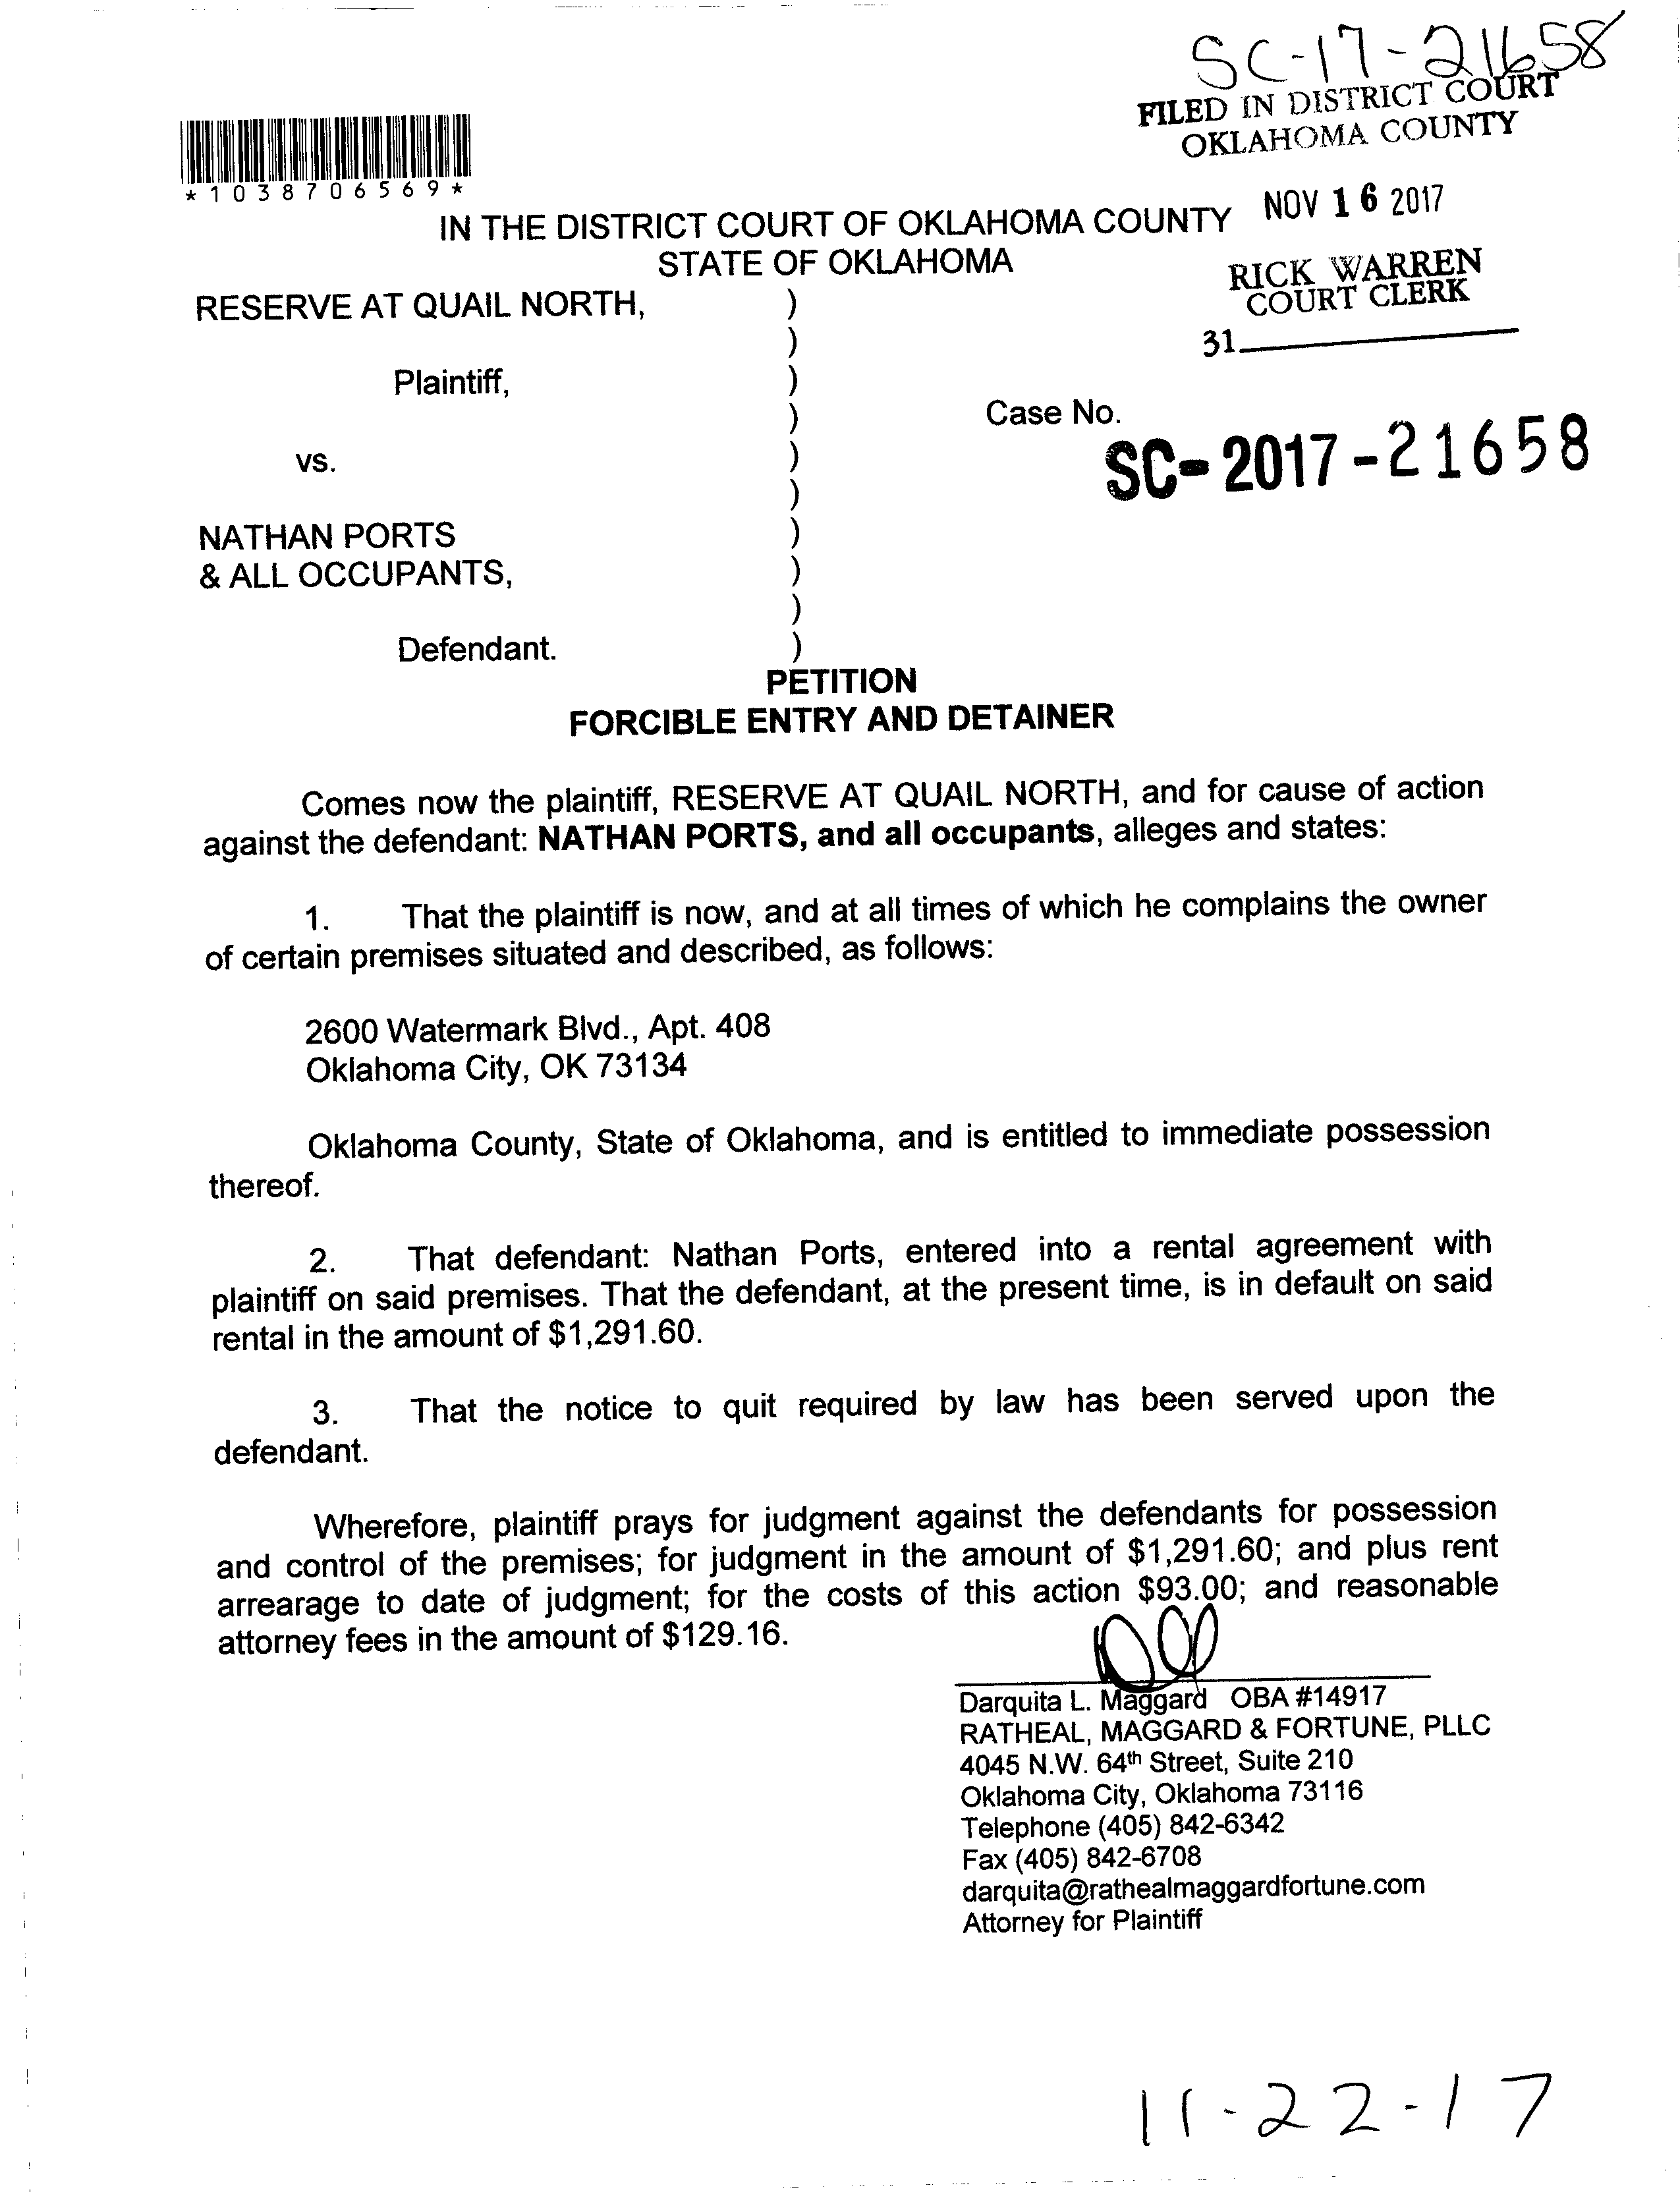 SC-17-21658
FILED IN DISTRICT COURT
OKLAHOMA COUNTY
*1038706569*
NOV 16 2017
IN THE DISTRICT COURT OF OKLAHOMA COUNTY
STATE OF OKLAHOMA
RICK WARREN
COURT CLERK
31
RESERVE AT QUAIL NORTH, )
)
Plaintiff, )
) Case No.
vs. ) SC-2017-21658
)
NATHAN PORTS )
& ALL OCCUPANTS, )
)
Defendant. )
PETITION
FORCIBLE ENTRY AND DETAINER
Comes now the plaintiff, RESERVE AT QUAIL NORTH, and for cause of action
against the defendant: NATHAN PORTS, and all occupants, alleges and states:
1. That the plaintiff is now, and at all times of which he complains the owner
of certain premises situated and described, as follows:
2600 Watermark Blvd., Apt. 408
Oklahoma City, OK 73134
Oklahoma County, State of Oklahoma, and is entitled to immediate possession
thereof.
2. That defendant: Nathan Ports, entered into a rental agreement with
plaintiff on said premises. That the defendant, at the present time, is in default on said
rental in the amount of $1,291.60.
3. That the notice to quit required by law has been served upon the
defendant.
Wherefore, plaintiff prays for judgment against the defendants for possession
and control of the premises; for judgment in the amount of $1,291.60; and plus rent
arrearage to date of judgment; for the costs of this action $93.00; and reasonable
attorney fees in the amount of $129.16.
Darquita L. Maggard OBA #14917
RATHEAL, MAGGARD & FORTUNE, PLLC
4045 N.W. 64th Street, Suite 210
Oklahoma City, Oklahoma 73116
Telephone (405) 842-6342
Fax (405) 842-6708
darquita@rathealmaggardfortune.com
Attorney for Plaintiff
11-22-17